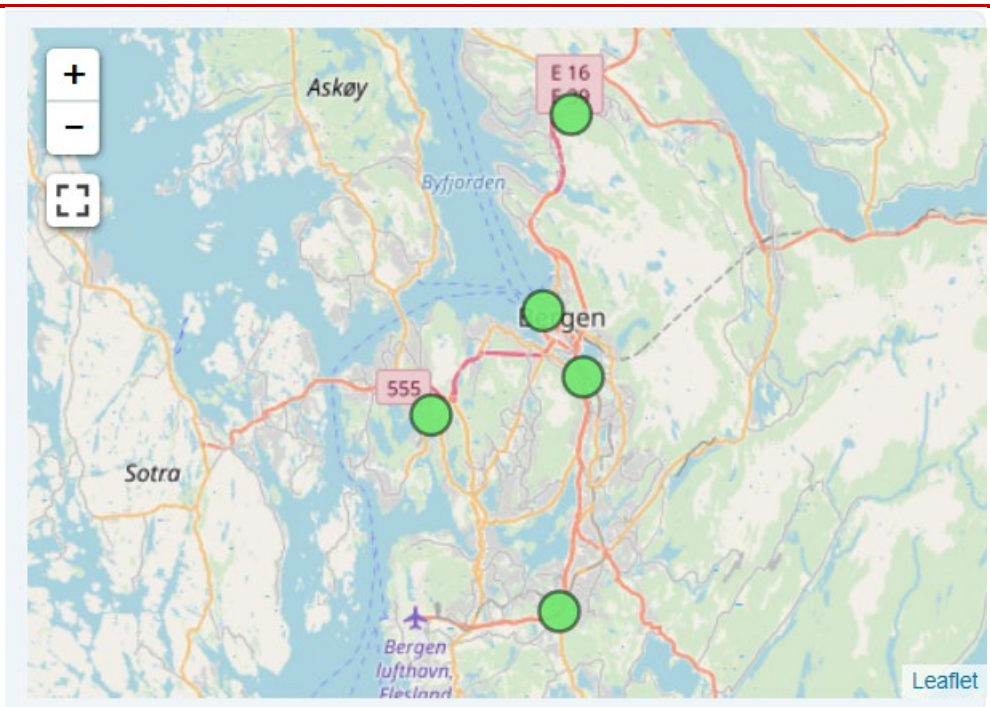 +
−
Askøy
E 16
Byfjorden
Bergen
555
Sotra
Bergen
lufthavn,
Flesland
Leaflet